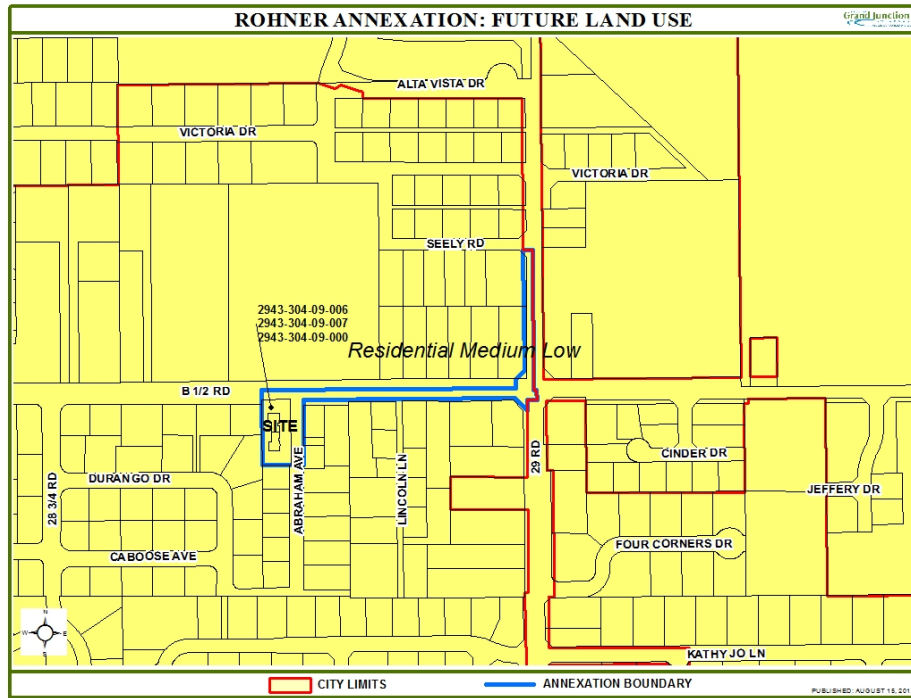 ROHNER ANNEXATION: FUTURE LAND USE
Grand Junction
ALTA VISTA DR
VICTORIA DR
VICTORIA DR
SEELY RD
2943-304-09-006
2943-304-09-007
2943-304-09-000
Residential Medium Low
B 1/2 RD
SITE
28 3/4 RD
DURANGO DR
ABRAHAM AVE
LINCOLN LN
29 RD
CINDER DR
JEFFERY DR
CABOOSE AVE
FOUR CORNERS DR
N
W
E
S
KATHY JO LN
CITY LIMITS
ANNEXATION BOUNDARY
PUBLISHED: AUGUST 15, 201